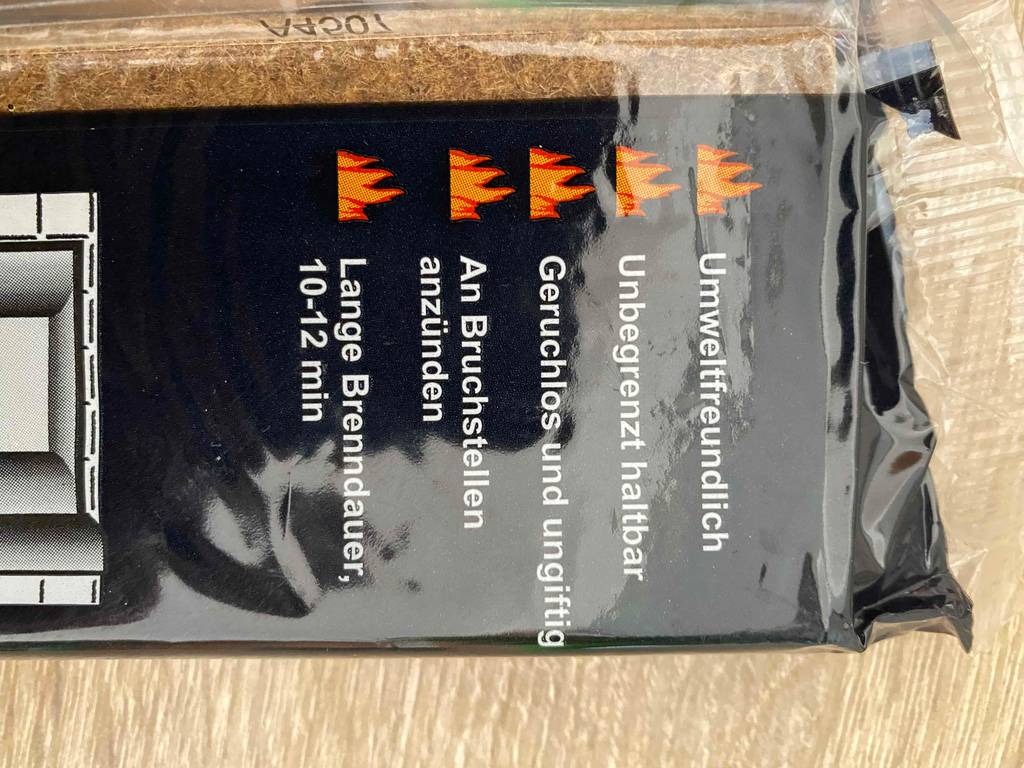 Umweltfreundlich
Unbegrenzt haltbar
Geruchlos und ungiftig
An Bruchstellen
anzünden
Lange Brenndauer,
10-12 min